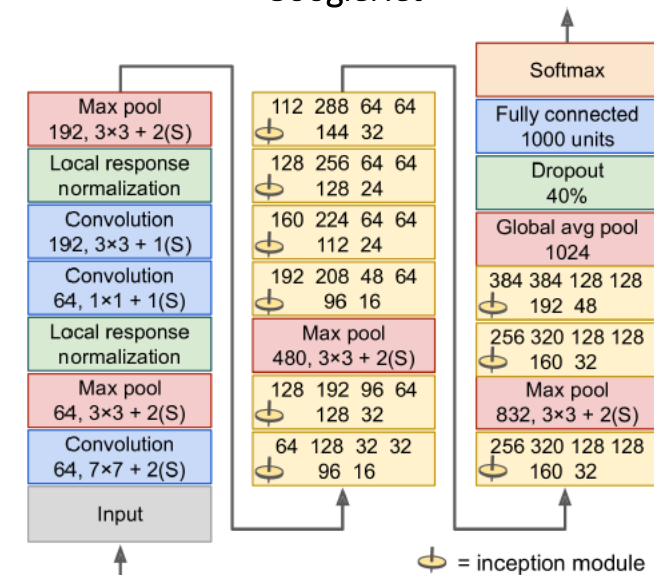 GoogleNet
Max pool
192, 3×3 + 2(S)
Local response
normalization
Convolution
192, 3×3 + 1(S)
Convolution
64, 1×1 + 1(S)
Local response
normalization
Max pool
64, 3×3 + 2(S)
Convolution
64, 7×7 + 2(S)
Input
112 288 64 64
144 32
128 256 64 64
128 24
160 224 64 64
112 24
192 208 48 64
96 16
Max pool
480, 3×3 + 2(S)
128 192 96 64
128 32
64 128 32 32
96 16
Softmax
Fully connected
1000 units
Dropout
40%
Global avg pool
1024
384 384 128 128
192 48
256 320 128 128
160 32
Max pool
832, 3×3 + 2(S)
256 320 128 128
160 32
= inception module